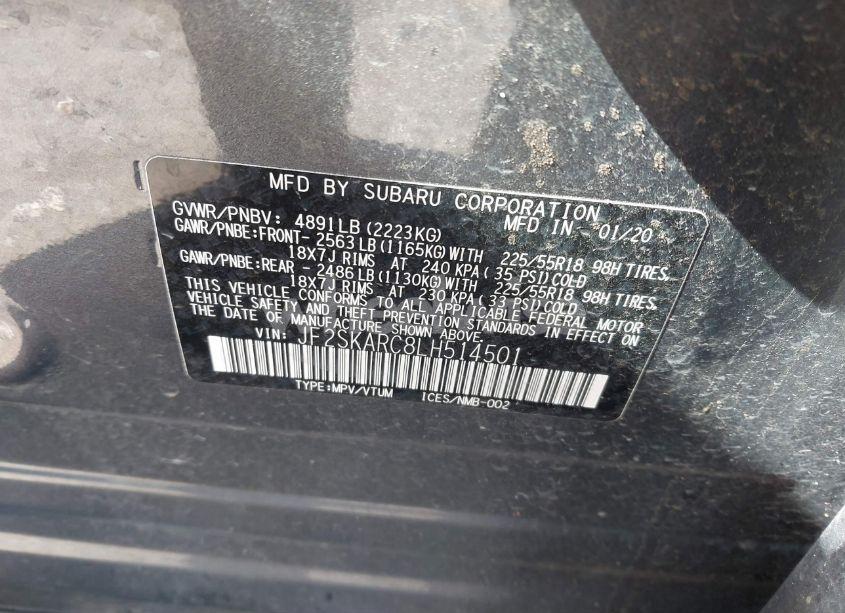 MFD BY SUBARU CORPORATION
GVWR/PNBV: 4891LB(2223KG) MFD IN 01/20
GAWR/PNBE:FRONT-2563LB(1165KG)WITH 225/55R18 98H TIRES,
18X7J RIMS AT 240 KPA(35 PSI)COLD
GAWR/PNBE:REAR -2486LB(1130KG)WITH 225/55R18 98H TIRES,
18X7J RIMS AT 230 KPA(33 PSI)COLD
THIS VEHICLE CONFORMS TO ALL APPLICABLE FEDERAL MOTOR
VEHICLE SAFETY AND THEFT PREVENTION STANDARDS IN EFFECT ON
THE DATE OF MANUFACTURE SHOWN ABOVE.
VIN: JF2SKARC8LH514501
TYPE:MPV/VTUM ICES/NMB-002